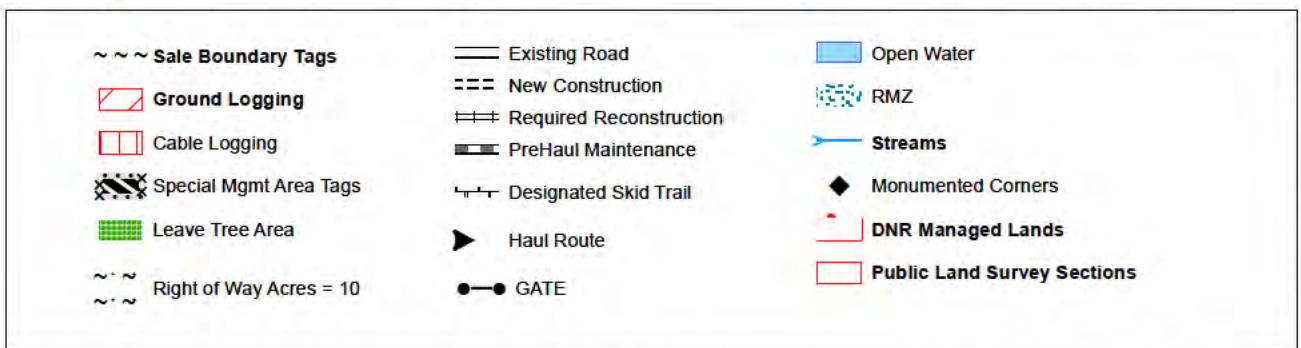 Sale Boundary Tags
Ground Logging
Cable Logging
Special Mgmt Area Tags
Leave Tree Area
Right of Way Acres = 10
Existing Road
New Construction
Required Reconstruction
PreHaul Maintenance
Designated Skid Trail
Haul Route
GATE
Open Water
RMZ
Streams
Monumented Corners
DNR Managed Lands
Public Land Survey Sections